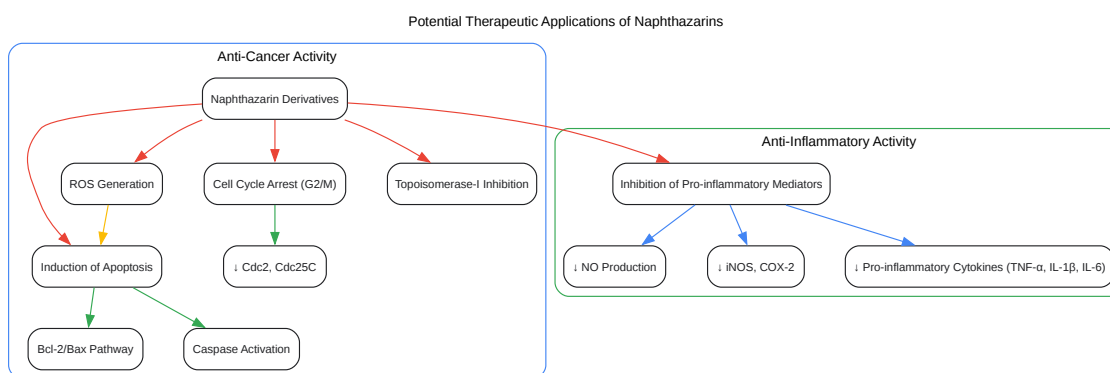 Potential Therapeutic Applications of Naphthazarins
Anti-Cancer Activity
Naphthazarin Derivatives
Anti-Inflammatory Activity
ROS Generation
Cell Cycle Arrest (G2/M)
Topoisomerase-I Inhibition
Inhibition of Pro-inflammatory Mediators
Induction of Apoptosis
↓ Cdc2, Cdc25C
↓ NO Production
↓ iNOS, COX-2
↓ Pro-inflammatory Cytokines (TNF-α, IL-1β, IL-6)
Bcl-2/Bax Pathway
Caspase Activation